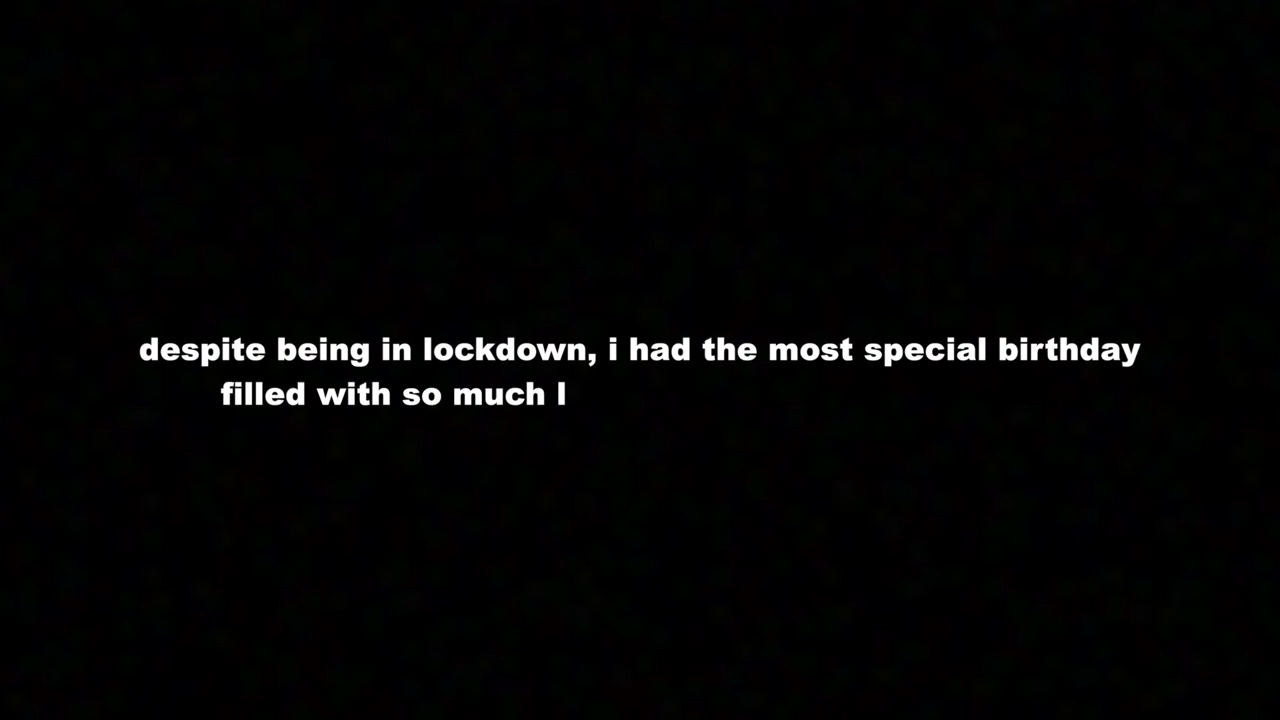 despite being in lockdown, i had the most special birthday
filled with so much l